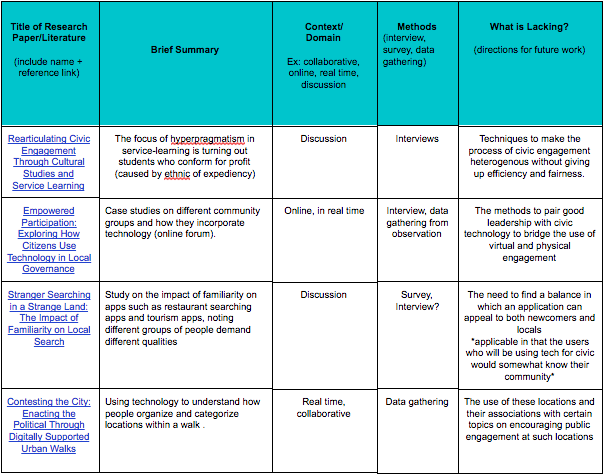 Title of Research
Paper/Literature
(include name +
reference link)
Brief Summary
Context/
Domain
Ex: collaborative,
online, real time,
discussion
Methods
(interview,
survey, data
gathering)
What is Lacking?
(directions for future work)
Rearticulating Civic
Engagement
Through Cultural
Studies and
Service Learning
The focus of hyperpragmatism in
service-learning is turning out
students who conform for profit
(caused by ethnic of expediency)
Discussion
Interviews
Techniques to make the
process of civic engagement
heterogenous without giving
up efficiency and fairness.
Empowered
Participation:
Exploring How
Citizens Use
Technology in Local
Governance
Case studies on different community
groups and how they incorporate
technology (online forum).
Online, in real time
Interview, data
gathering from
observation
The methods to pair good
leadership with civic
technology to bridge the use of
virtual and physical
engagement
Stranger Searching
in a Strange Land:
The Impact of
Familiarity on Local
Search
Study on the impact of familiarity on
apps such as restaurant searching
apps and tourism apps, noting
different groups of people demand
different qualities
Discussion
Survey,
Interview?
The need to find a balance in
which an application can
appeal to both newcomers and
locals
*applicable in that the users
who will be using tech for civic
would somewhat know their
community*
Contesting the City:
Enacting the
Political Through
Digitally Supported
Urban Walks
Using technology to understand how
people organize and categorize
locations within a walk .
Real time,
collaborative
Data gathering
The use of these locations and
their associations with certain
topics on encouraging public
engagement at such locations